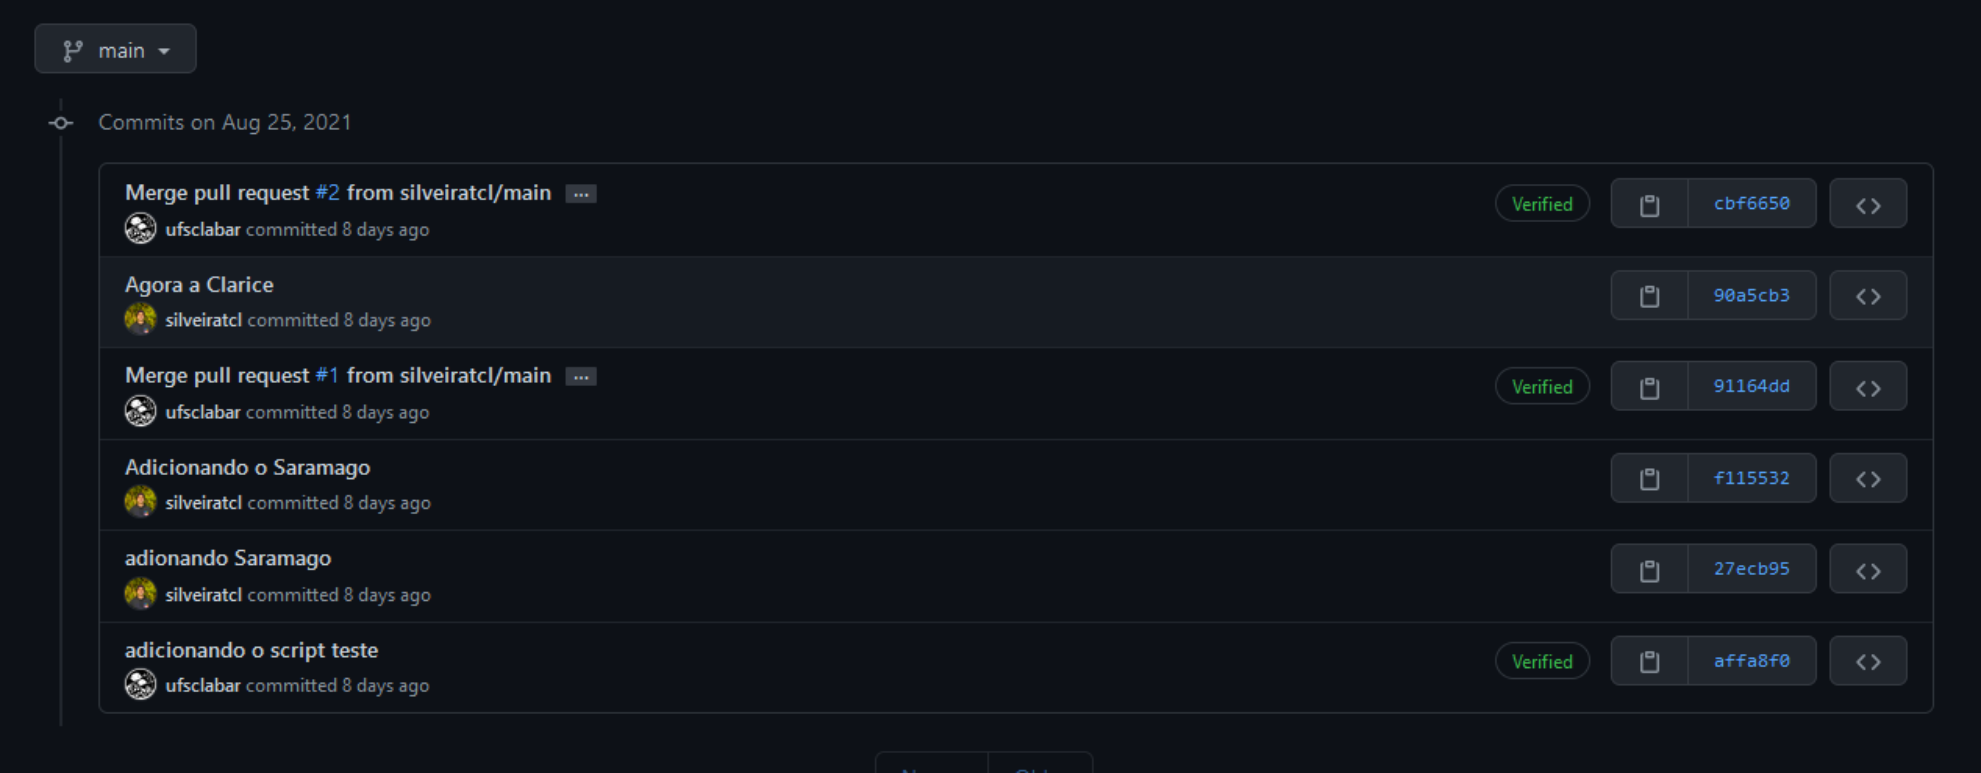 main
Commits on Aug 25, 2021
Merge pull request #2 from silveiratcl/main ...
Verified
cbf6650
ufsclabar committed 8 days ago
Agora a Clarice
90a5cb3
silveiratcl committed 8 days ago
Merge pull request #1 from silveiratcl/main ...
Verified
91164dd
ufsclabar committed 8 days ago
Adicionando o Saramago
f115532
silveiratcl committed 8 days ago
adionando Saramago
27ecb95
silveiratcl committed 8 days ago
adicionando o script teste
Verified
affa8f0
ufsclabar committed 8 days ago